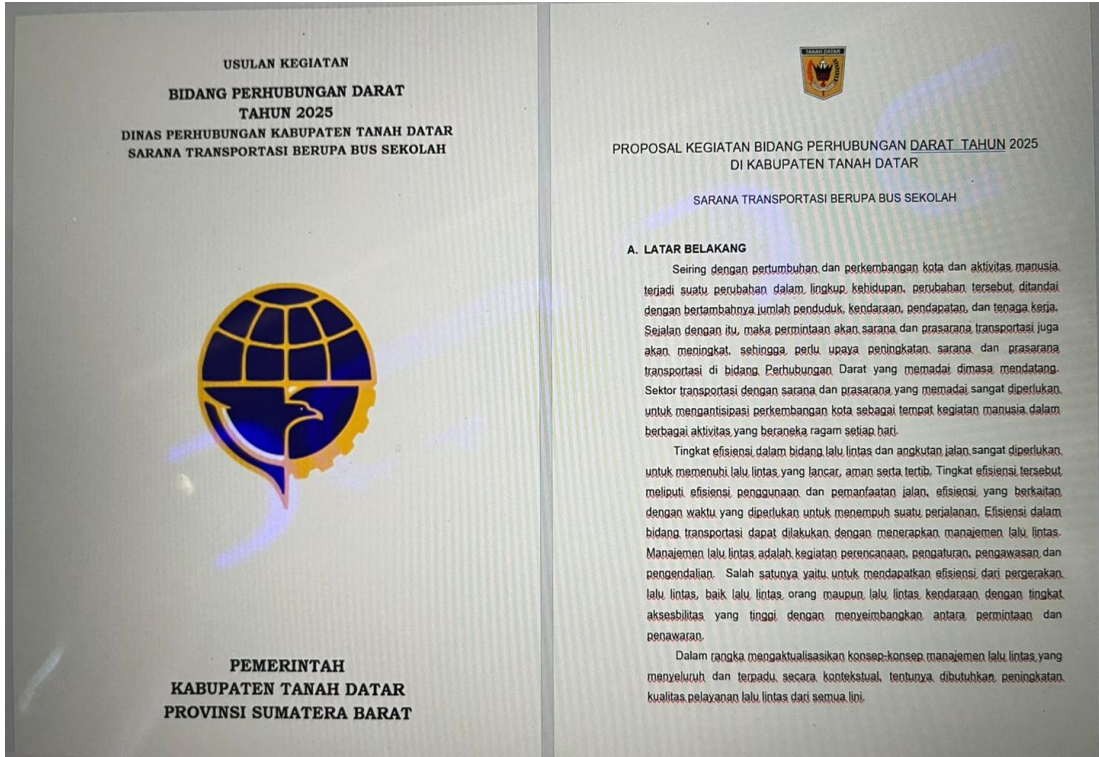 USULAN KEGIATAN
BIDANG PERHUBUNGAN DARAT
TAHUN 2025
DINAS PERHUBUNGAN KABUPATEN TANAH DATAR
SARANA TRANSPORTASI BERUPA BUS SEKOLAH
PEMERINTAH
KABUPATEN TANAH DATAR
PROVINSI SUMATERA BARAT
TANAH DATAR
PROPOSAL KEGIATAN BIDANG PERHUBUNGAN DARAT TAHUN 2025
DI KABUPATEN TANAH DATAR
SARANA TRANSPORTASI BERUPA BUS SEKOLAH
A. LATAR BELAKANG
Seiring dengan pertumbuhan dan perkembangan kota dan aktivitas manusia
terjadi suatu perubahan dalam lingkup kehidupan, perubahan tersebut ditandai
dengan bertambahnya jumlah penduduk, kendaraan, pendapatan, dan tenaga kerja.
Sejalan dengan itu, maka permintaan akan sarana dan prasarana transportasi juga
akan meningkat, sehingga perlu upaya peningkatan sarana dan prasarana
transportasi di bidang Perhubungan Darat yang memadai dimasa mendatang.
Sektor transportasi dengan sarana dan prasarana yang memadai sangat diperlukan
untuk mengantisipasi perkembangan kota sebagai tempat kegiatan manusia dalam
berbagai aktivitas yang beraneka ragam setiap hari.
Tingkat efisiensi dalam bidang lalu lintas dan angkutan jalan sangat diperlukan
untuk memenuhi lalu lintas yang lancar, aman serta tertib. Tingkat efisiensi tersebut
meliputi efisiensi penggunaan dan pemanfaatan jalan, efisiensi yang berkaitan
dengan waktu yang diperlukan untuk menempuh suatu perjalanan. Efisiensi dalam
bidang transportasi dapat dilakukan dengan menerapkan manajemen lalu lintas.
Manajemen lalu lintas adalah kegiatan perencanaan, pengaturan, pengawasan dan
pengendalian. Salah satunya yaitu untuk mendapatkan efisiensi dari pergerakan
lalu lintas, baik lalu lintas orang maupun lalu lintas kendaraan dengan tingkat
aksesbilitas yang tinggi dengan menyeimbangkan antara permintaan dan
penawaran.
Dalam rangka mengaktualisasikan konsep-konsep manajemen lalu lintas yang
menyeluruh dan terpadu secara kontekstual, tentunya dibutuhkan peningkatan
kualitas pelayanan lalu lintas dari semua lini.